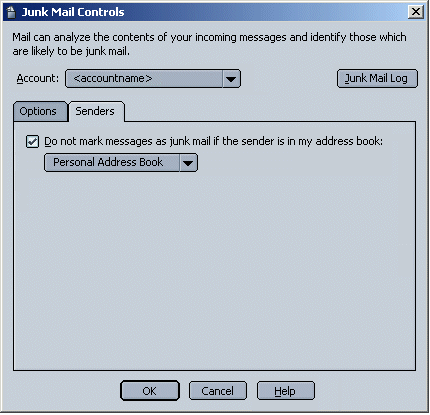 Junk Mail Controls
Mail can analyze the contents of your incoming messages and identify those which
are likely to be junk mail.
Account: <accountname> Junk Mail Log
Options Senders
Do not mark messages as junk mail if the sender is in my address book:
Personal Address Book
OK Cancel Help